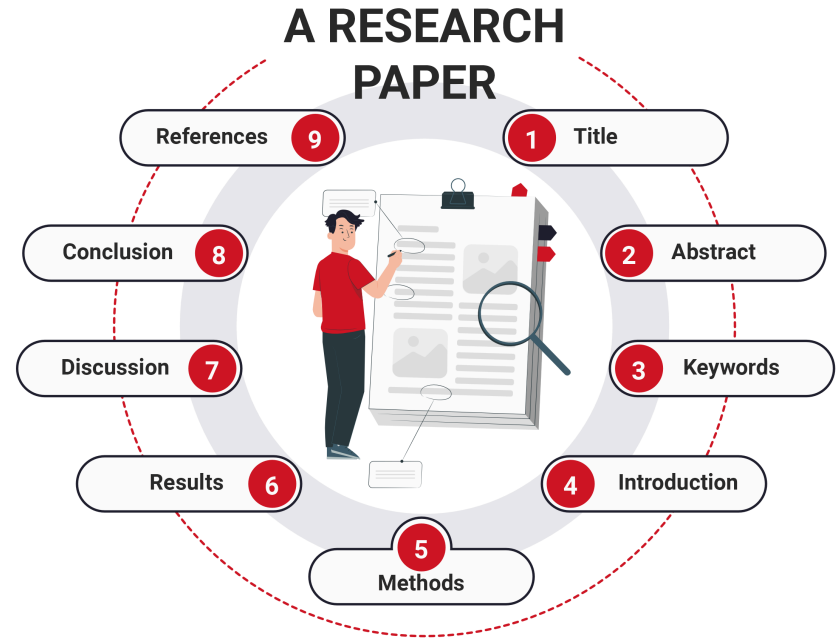 A RESEARCH
PAPER
1 Title
2 Abstract
3 Keywords
4 Introduction
5
Methods
Results 6
Discussion 7
Conclusion 8
References 9